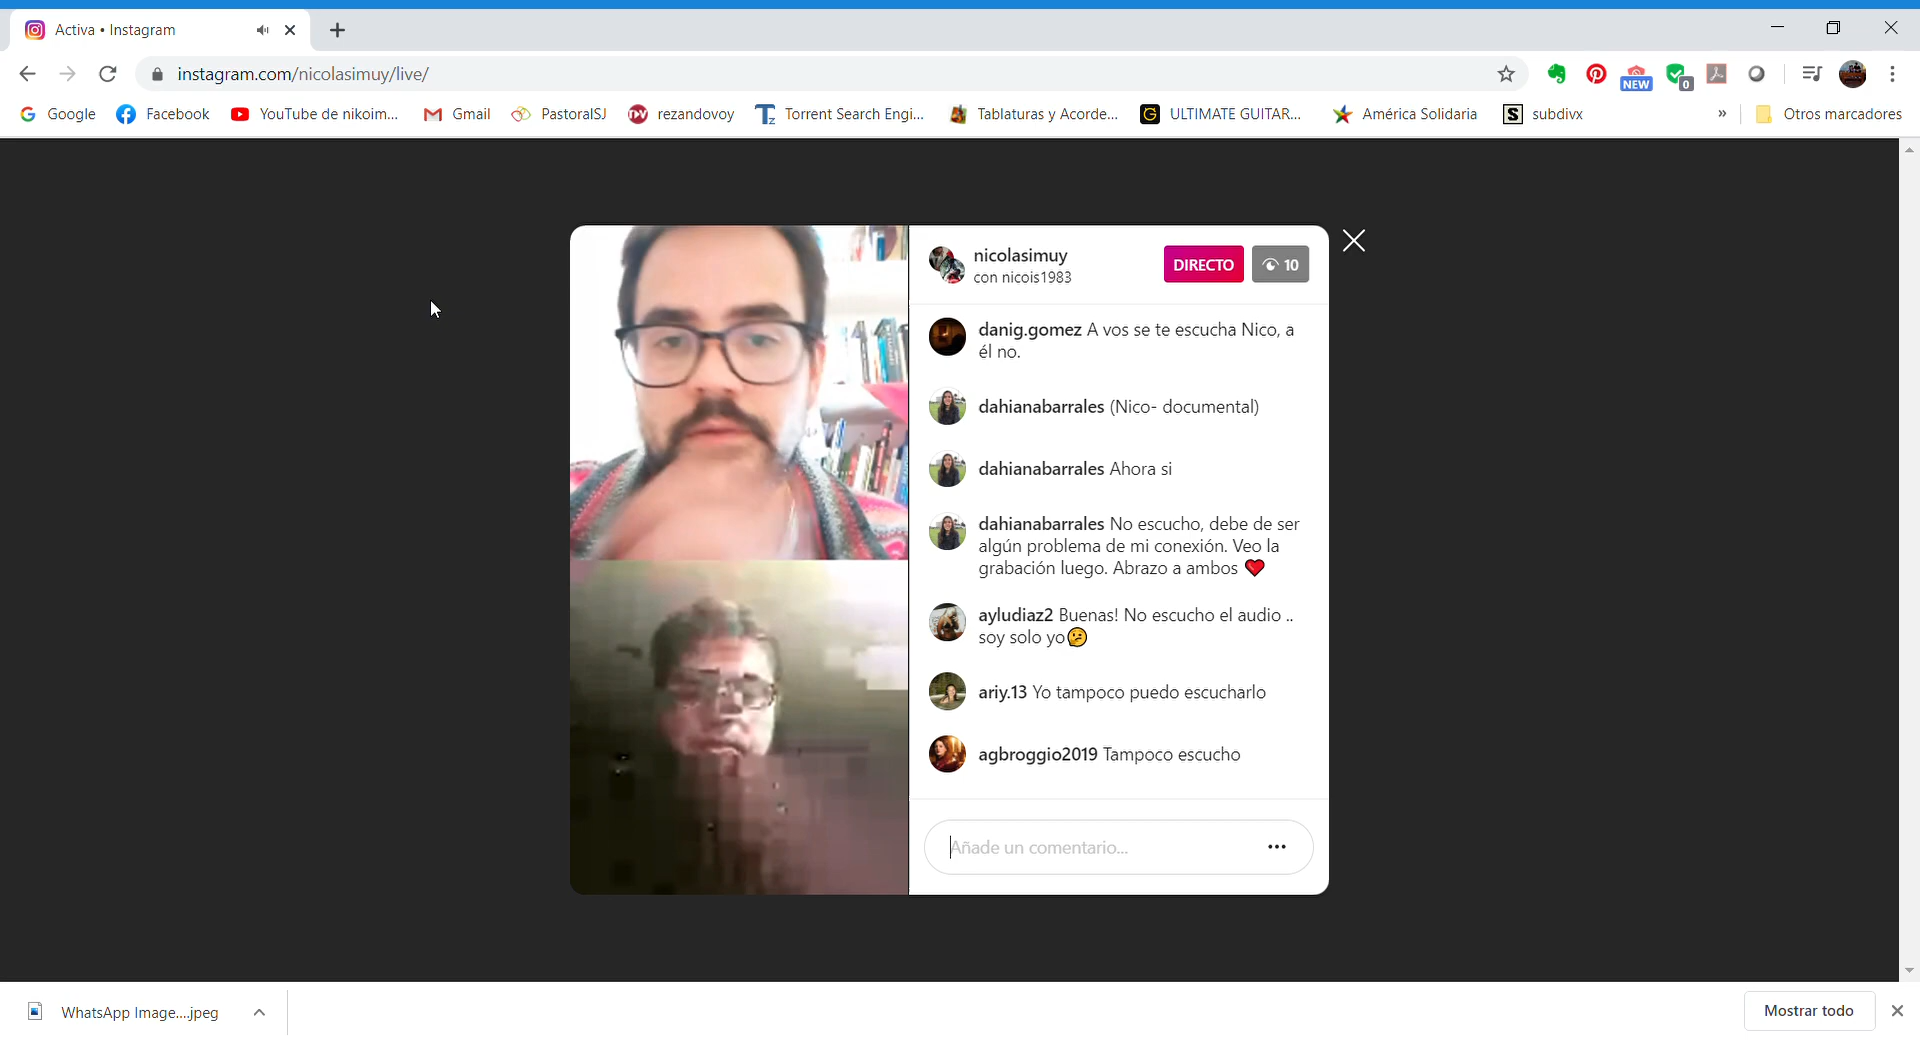 Activa • Instagram
instagram.com/nicolasimuy/live/
NEW
0
Google
Facebook
YouTube de nikoim...
Gmail
PastoralSJ
rezandovoy
Torrent Search Engi...
Tablaturas y Acorde...
ULTIMATE GUITAR...
América Solidaria
subdivx
»
Otros marcadores
nicolasimuy
con nicois1983
DIRECTO
10
danig.gomez A vos se te escucha Nico, a
él no.
dahianabarrales (Nico- documental)
dahianabarrales Ahora si
dahianabarrales No escucho, debe de ser
algún problema de mi conexión. Veo la
grabación luego. Abrazo a ambos ❤️
ayludiaz2 Buenas! No escucho el audio ..
soy solo yo🤔
ariy.13 Yo tampoco puedo escucharlo
agbroggio2019 Tampoco escucho
Añade un comentario...
WhatsApp Image....jpeg
Mostrar todo